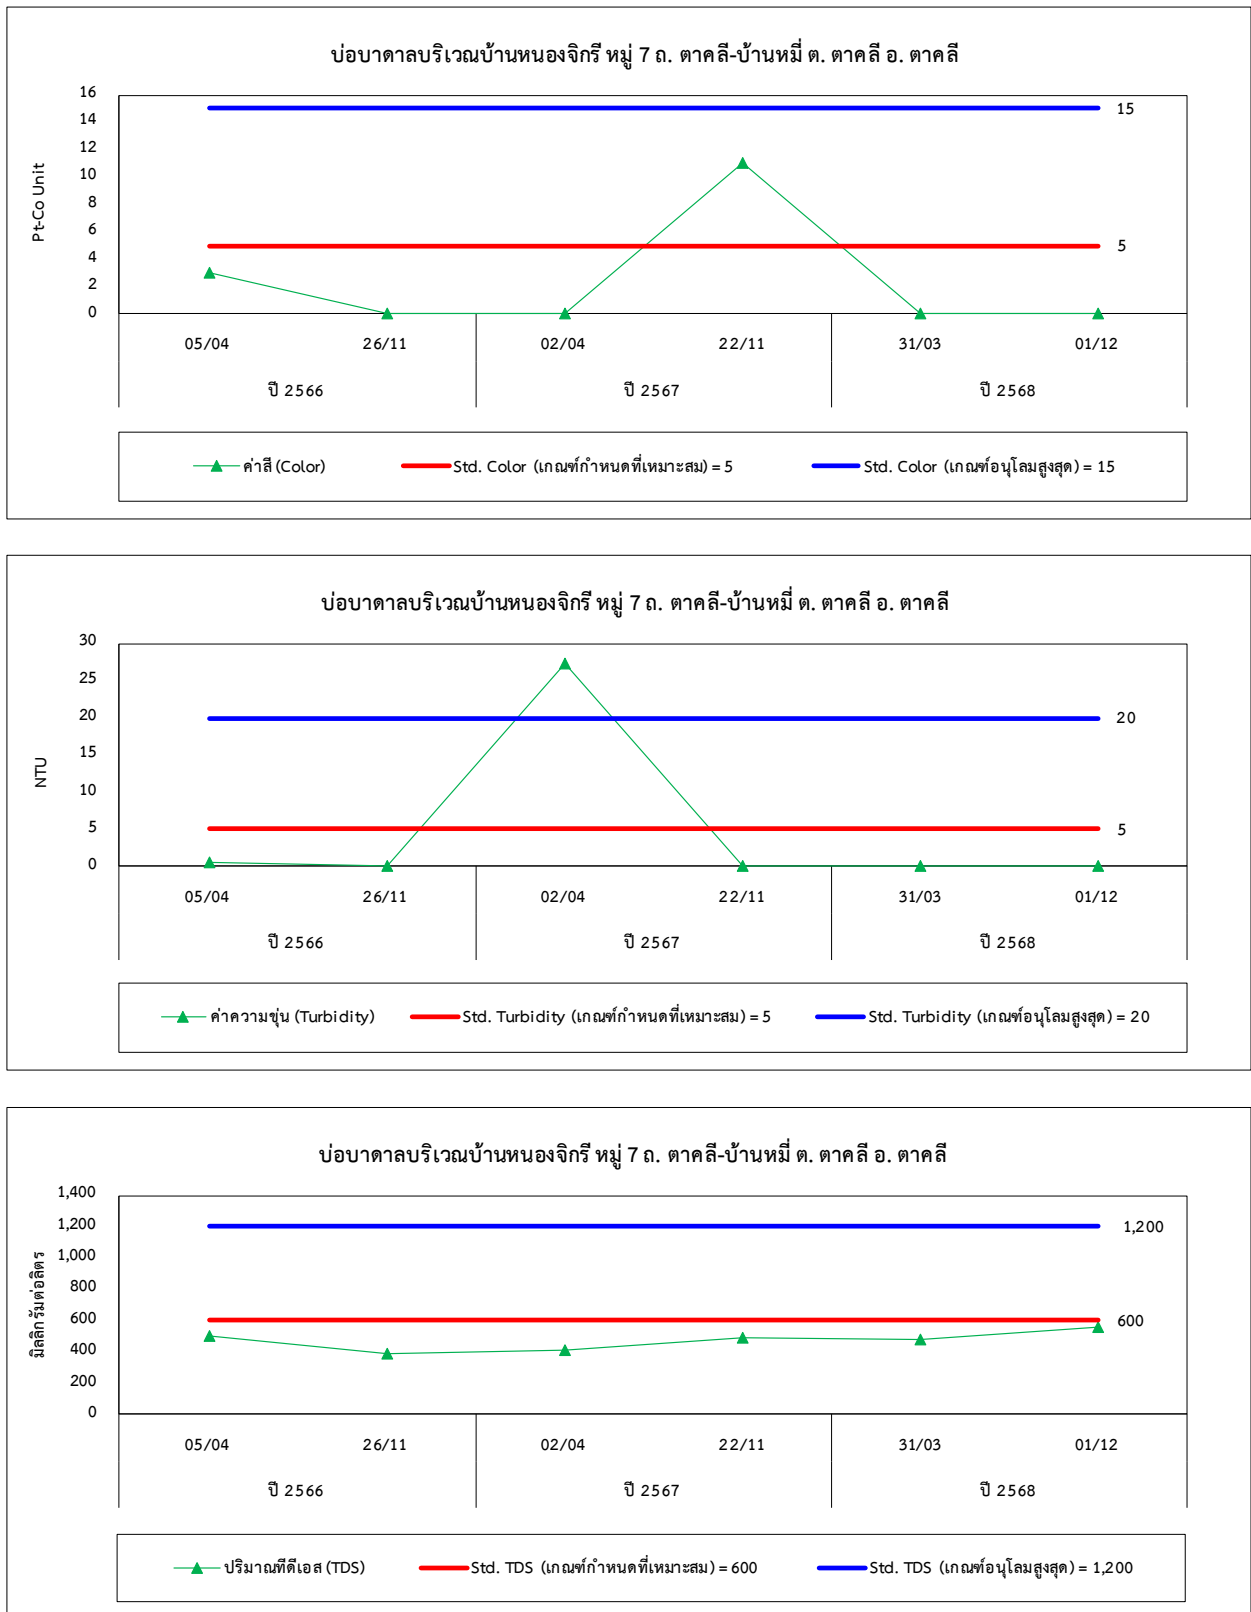 บ่อบาดาลบริเวณบ้านหนองจิกรี หมู่ 7 ถ. ตาคลี-บ้านหมี่ ต. ตาคลี อ. ตาคลี
Pt-Co Unit
16
14
12
10
8
6
4
2
0
15
5
05/04 26/11 02/04 22/11 31/03 01/12
ปี 2566 ปี 2567 ปี 2568
ค่าสี (Color) Std. Color (เกณฑ์กำหนดที่เหมาะสม) = 5 Std. Color (เกณฑ์อนุโลมสูงสุด) = 15
บ่อบาดาลบริเวณบ้านหนองจิกรี หมู่ 7 ถ. ตาคลี-บ้านหมี่ ต. ตาคลี อ. ตาคลี
NTU
30
25
20
15
10
5
0
20
5
05/04 26/11 02/04 22/11 31/03 01/12
ปี 2566 ปี 2567 ปี 2568
ค่าความขุ่น (Turbidity) Std. Turbidity (เกณฑ์กำหนดที่เหมาะสม) = 5 Std. Turbidity (เกณฑ์อนุโลมสูงสุด) = 20
บ่อบาดาลบริเวณบ้านหนองจิกรี หมู่ 7 ถ. ตาคลี-บ้านหมี่ ต. ตาคลี อ. ตาคลี
มิลลิกรัมต่อลิตร
1,400
1,200
1,000
800
600
400
200
0
1,200
600
05/04 26/11 02/04 22/11 31/03 01/12
ปี 2566 ปี 2567 ปี 2568
ปริมาณทีดีเอส (TDS) Std. TDS (เกณฑ์กำหนดที่เหมาะสม) = 600 Std. TDS (เกณฑ์อนุโลมสูงสุด) = 1,200